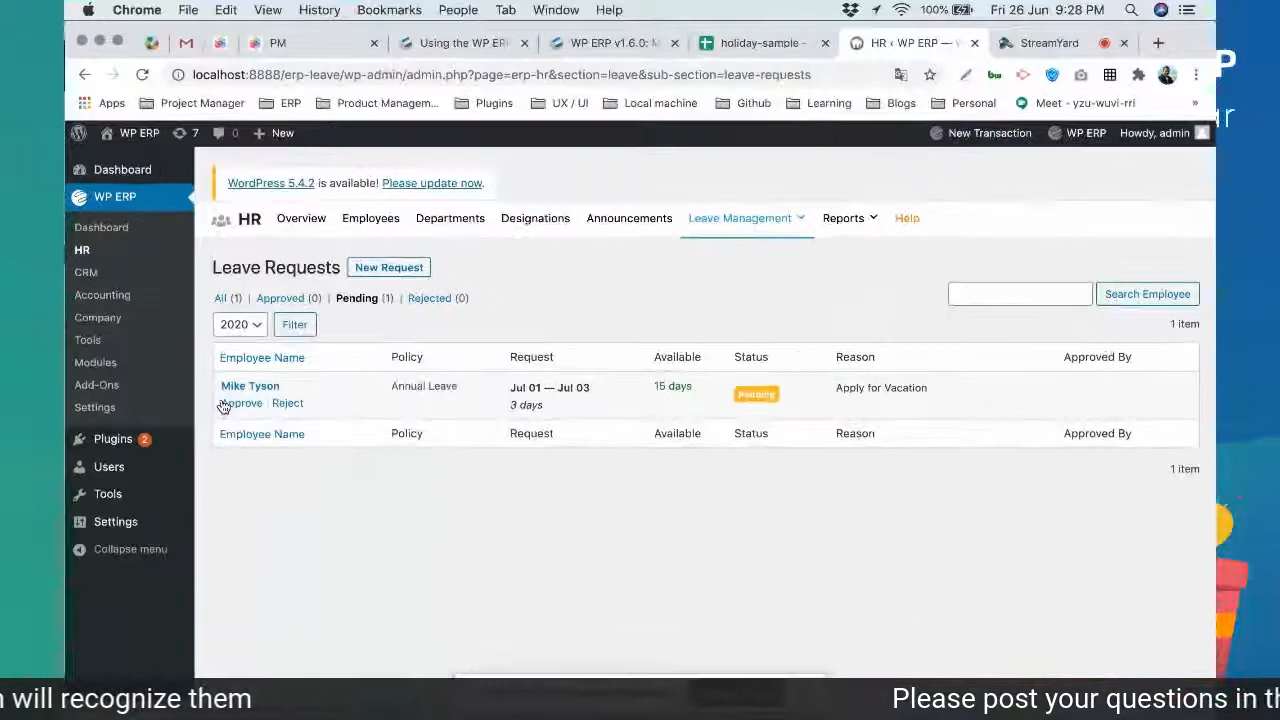 Chrome File Edit View History Bookmarks People Tab Window Help 100% Fri 26 Jun 9:28 PM
PM Using the WP ER WP ERP v1.6.0: M holiday-sample - HR ‹ WP ERP — StreamYard
localhost:8888/erp-leave/wp-admin/admin.php?page=erp-hr&section=leave&sub-section=leave-requests
Apps Project Manager ERP Product Managem... Plugins UX / UI Local machine Github Learning Blogs Personal Meet - yzu-wuvi-rri »
WP ERP 7 0 + New New Transaction WP ERP Howdy, admin
Dashboard
WP ERP
Dashboard
HR
CRM
Accounting
Company
Tools
Modules
Add-Ons
Settings
Plugins 2
Users
Tools
Settings
Collapse menu
WordPress 5.4.2 is available! Please update now.
HR Overview Employees Departments Designations Announcements Leave Management Reports Help
Leave Requests New Request
All (1) | Approved (0) | Pending (1) | Rejected (0)
Search Employee
2020 Filter
1 item
Employee Name Policy Request Available Status Reason Approved By
Mike Tyson Annual Leave Jul 01 — Jul 03 15 days Pending Apply for Vacation
Approve | Reject 3 days
Employee Name Policy Request Available Status Reason Approved By
1 item
will recognize them Please post your questions in